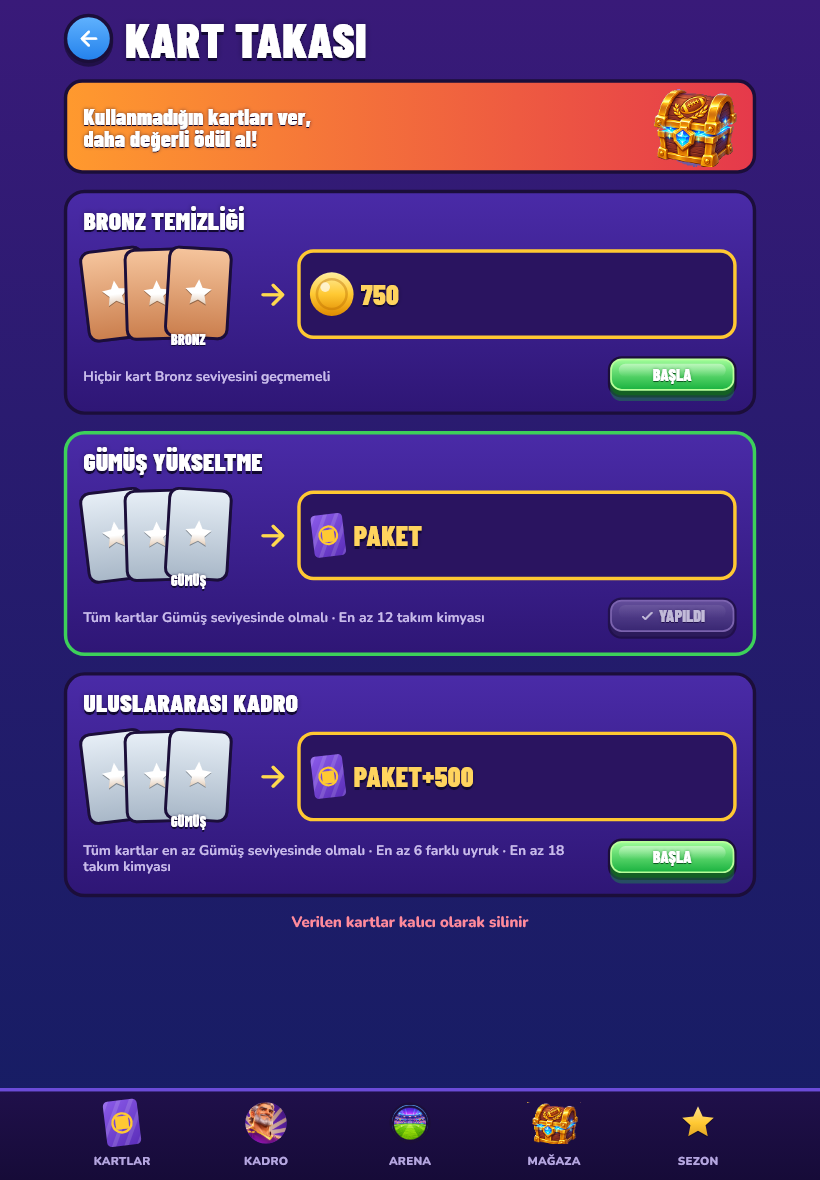 KART TAKASI
Kullanmadığın kartları ver,
daha değerli ödül al!
BRONZ TEMİZLİĞİ
BRONZ
750
Hiçbir kart Bronz seviyesini geçmemeli
BAŞLA
GÜMÜŞ YÜKSELTME
GÜMÜŞ
PAKET
Tüm kartlar Gümüş seviyesinde olmalı · En az 12 takım kimyası
YAPILDI
ULUSLARARASI KADRO
GÜMÜŞ
PAKET+500
Tüm kartlar en az Gümüş seviyesinde olmalı · En az 6 farklı uyruk · En az 18
takım kimyası
BAŞLA
Verilen kartlar kalıcı olarak silinir
KARTLAR
KADRO
ARENA
MAĞAZA
SEZON